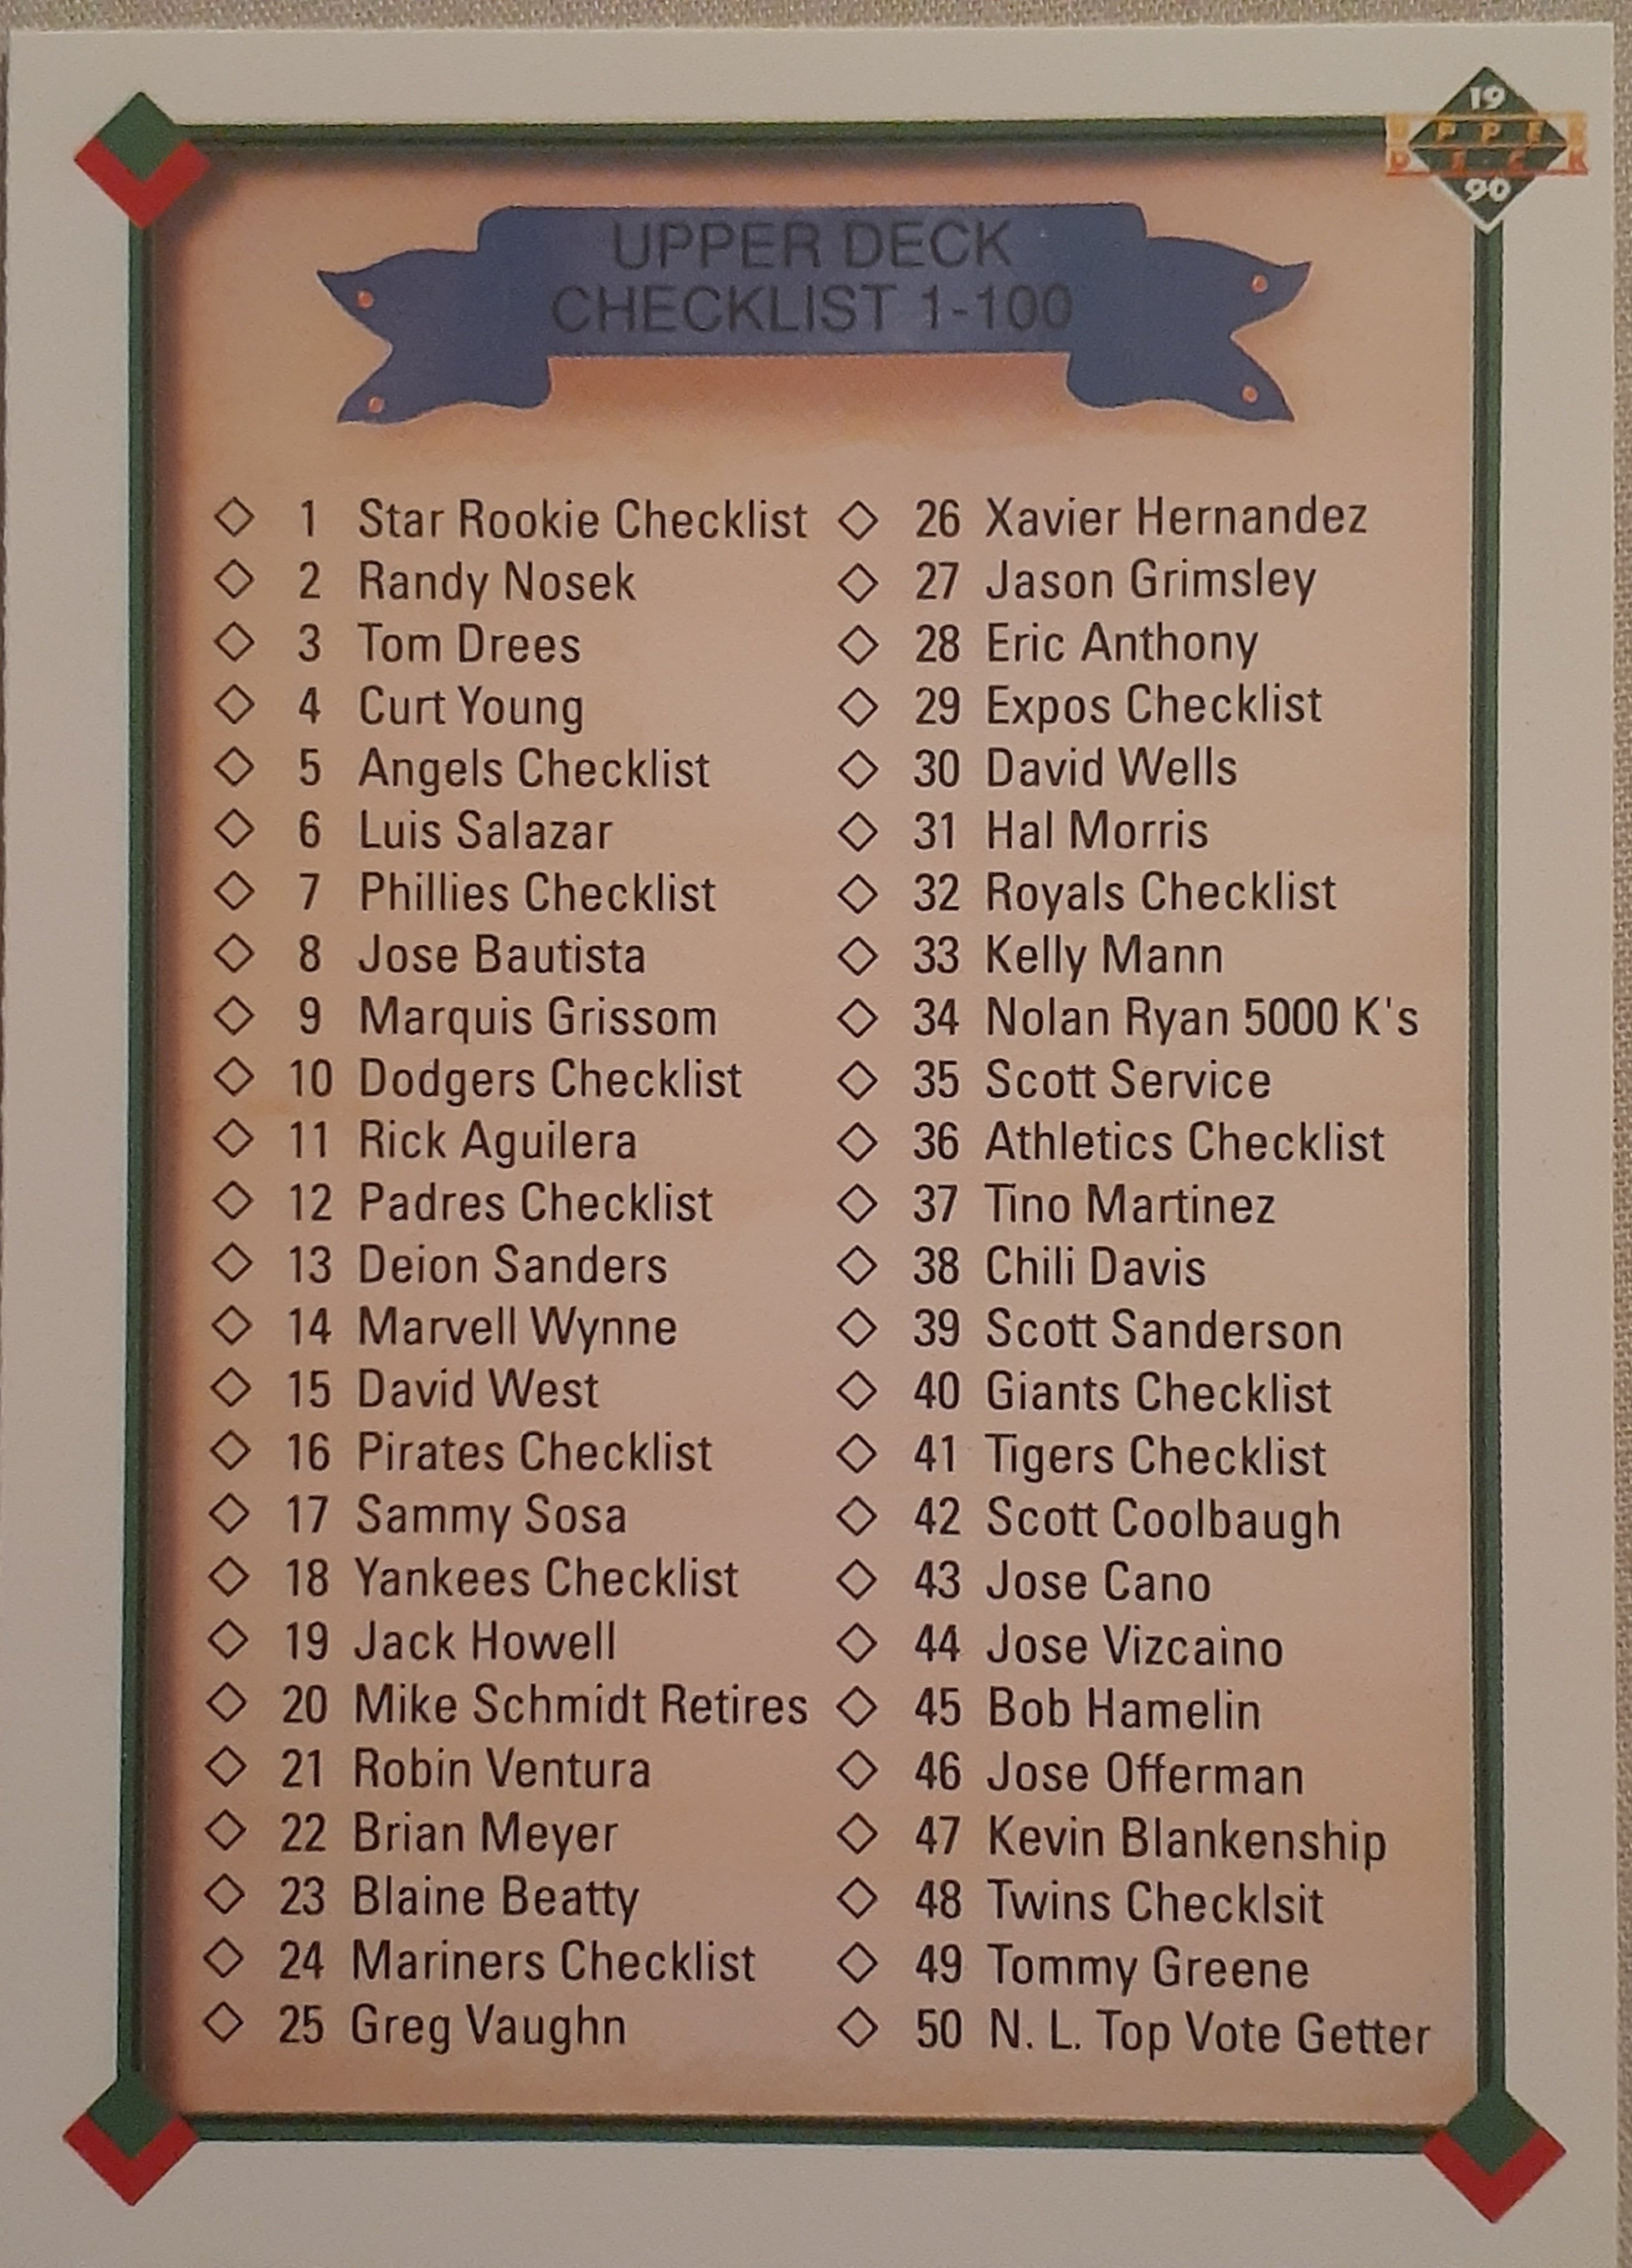 19
UPPER
DECK
90
UPPER DECK
CHECKLIST 1-100
1 Star Rookie Checklist
2 Randy Nosek
3 Tom Drees
4 Curt Young
5 Angels Checklist
6 Luis Salazar
7 Phillies Checklist
8 Jose Bautista
9 Marquis Grissom
10 Dodgers Checklist
11 Rick Aguilera
12 Padres Checklist
13 Deion Sanders
14 Marvell Wynne
15 David West
16 Pirates Checklist
17 Sammy Sosa
18 Yankees Checklist
19 Jack Howell
20 Mike Schmidt Retires
21 Robin Ventura
22 Brian Meyer
23 Blaine Beatty
24 Mariners Checklist
25 Greg Vaughn
26 Xavier Hernandez
27 Jason Grimsley
28 Eric Anthony
29 Expos Checklist
30 David Wells
31 Hal Morris
32 Royals Checklist
33 Kelly Mann
34 Nolan Ryan 5000 K's
35 Scott Service
36 Athletics Checklist
37 Tino Martinez
38 Chili Davis
39 Scott Sanderson
40 Giants Checklist
41 Tigers Checklist
42 Scott Coolbaugh
43 Jose Cano
44 Jose Vizcaino
45 Bob Hamelin
46 Jose Offerman
47 Kevin Blankenship
48 Twins Checklsit
49 Tommy Greene
50 N. L. Top Vote Getter